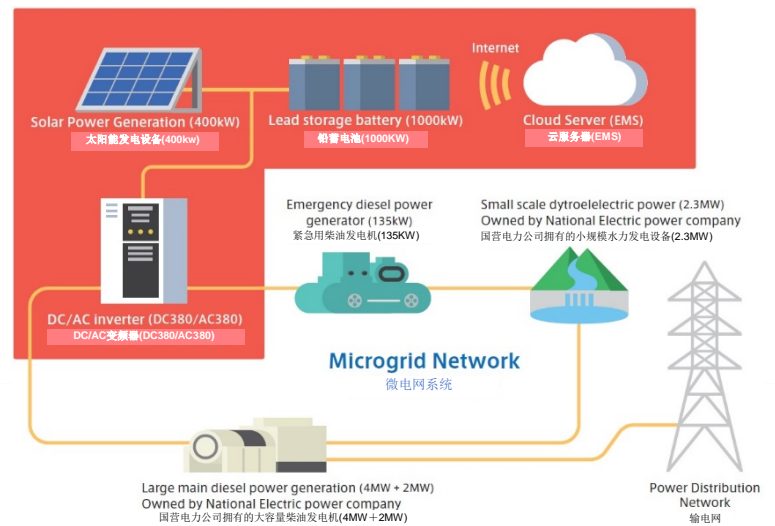 Internet
Solar Power Generation (400kW)
太阳能发电设备(400kw)
Lead storage battery (1000kW)
铅蓄电池(1000KW)
Cloud Server (EMS)
云服务器(EMS)
Emergency diesel power
generator (135kW)
紧急用柴油发电机(135KW)
Small scale dytroelelectric power (2.3MW)
Owned by National Electric power company
国营电力公司拥有的小规模水力发电设备(2.3MW)
DC/AC inverter (DC380/AC380)
DC/AC变频器(DC380/AC380)
Microgrid Network
微电网系统
Large main diesel power generation (4MW + 2MW)
Owned by National Electric power company
国营电力公司拥有的大容量柴油发电机(4MW＋2MW)
Power Distribution
Network
输电网